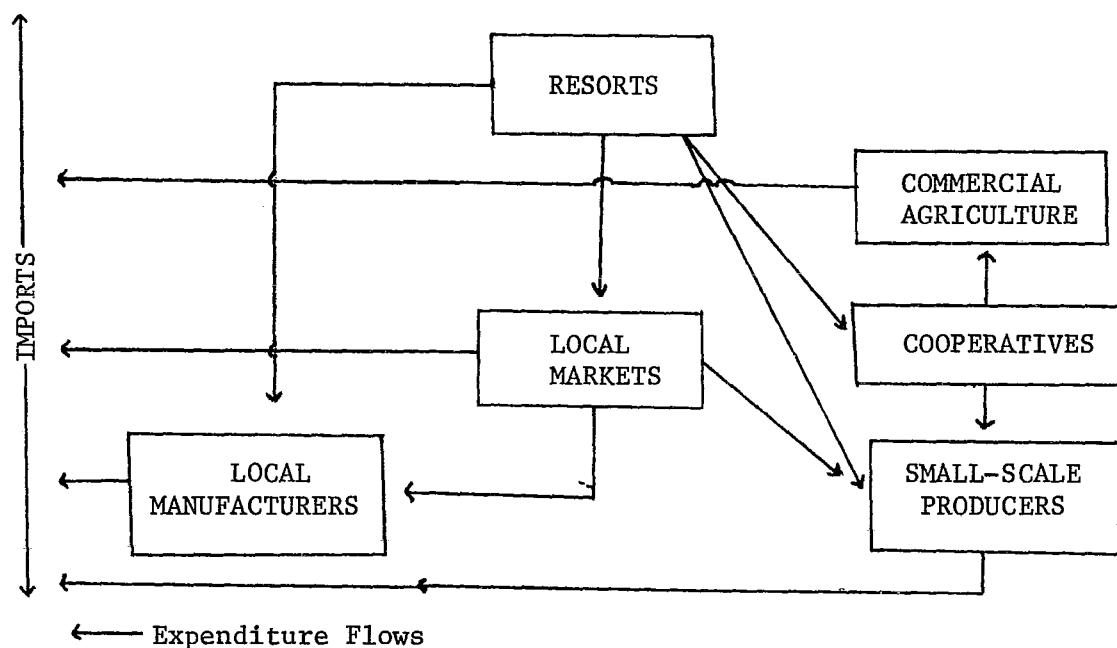 RESORTS
COMMERCIAL
AGRICULTURE
IMPORTS
LOCAL
MARKETS
COOPERATIVES
LOCAL
MANUFACTURERS
SMALL-SCALE
PRODUCERS
Expenditure Flows